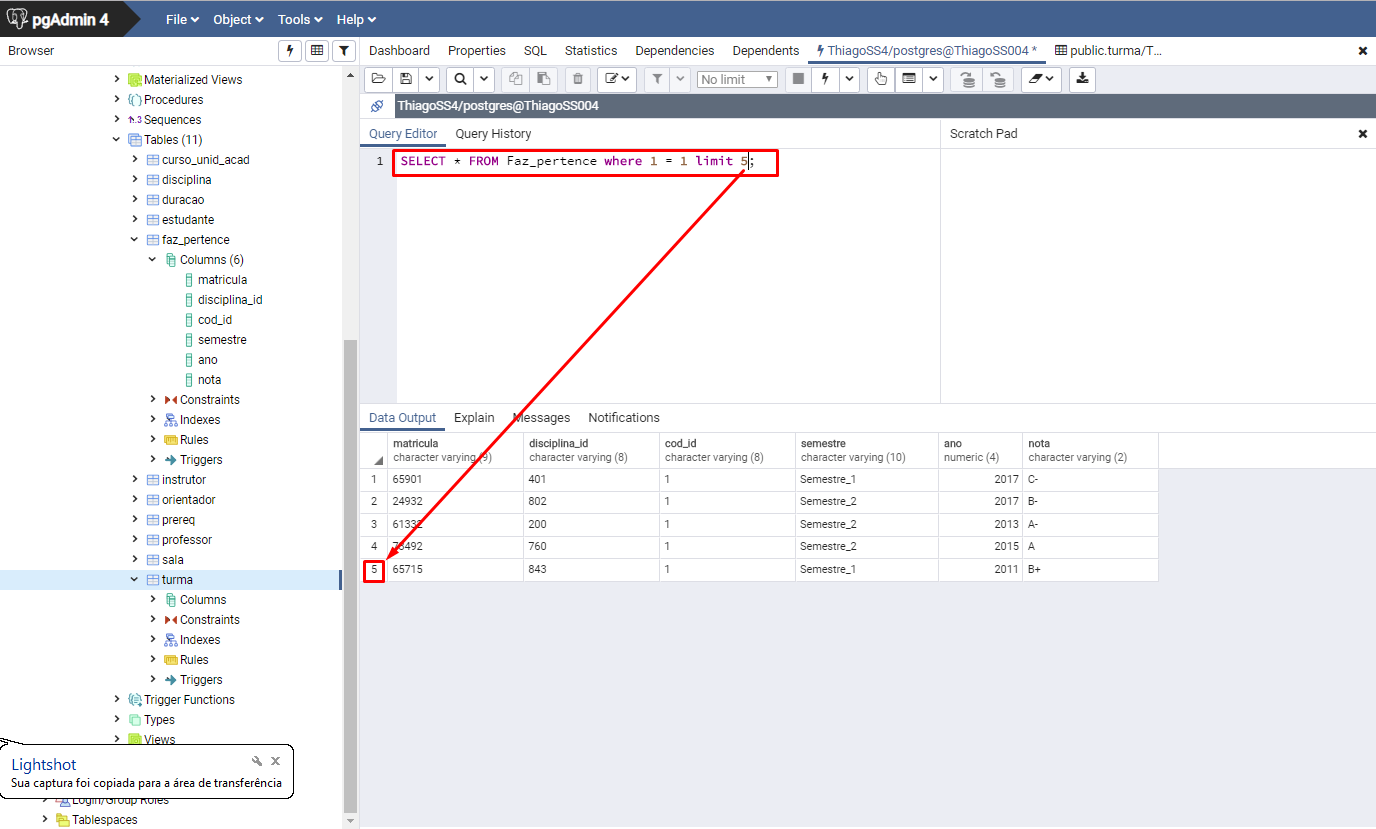 pgAdmin 4 File Object Tools Help
Browser
Dashboard Properties SQL Statistics Dependencies Dependents ThiagoSS4/postgres@ThiagoSS004 * public.turma/T...
No limit
ThiagoSS4/postgres@ThiagoSS004
Query Editor Query History Scratch Pad
1 SELECT * FROM Faz_pertence where 1 = 1 limit 5;
Materialized Views
Procedures
1.3 Sequences
Tables (11)
curso_unid_acad
disciplina
duracao
estudante
faz_pertence
Columns (6)
matricula
disciplina_id
cod_id
semestre
ano
nota
Constraints
Indexes
Rules
Triggers
instrutor
orientador
prereq
professor
sala
turma
Columns
Constraints
Indexes
Rules
Triggers
Trigger Functions
Types
Views
Login/Group Roles
Tablespaces
Data Output Explain Messages Notifications
matricula disciplina_id cod_id semestre ano nota
character varying (9) character varying (8) character varying (8) character varying (10) numeric (4) character varying (2)
1 65901 401 1 Semestre_1 2017 C-
2 24932 802 1 Semestre_2 2017 B-
3 61332 200 1 Semestre_2 2013 A-
4 73492 760 1 Semestre_2 2015 A
5 65715 843 1 Semestre_1 2011 B+
Lightshot
Sua captura foi copiada para a área de transferência